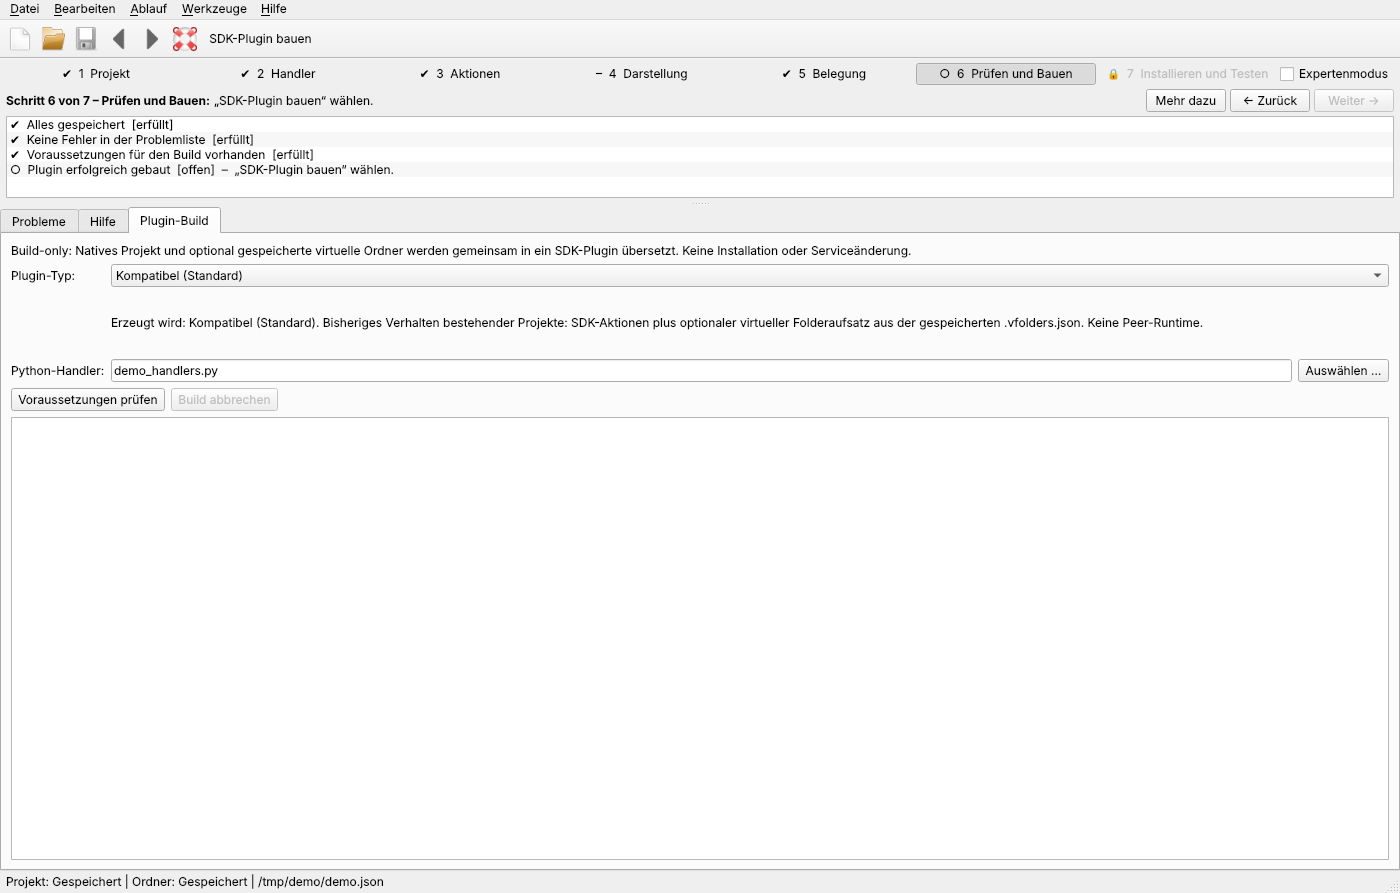 Datei Bearbeiten Ablauf Werkzeuge Hilfe
SDK-Plugin bauen
✔ 1 Projekt ✔ 2 Handler ✔ 3 Aktionen – 4 Darstellung ✔ 5 Belegung ○ 6 Prüfen und Bauen 🔒 7 Installieren und Testen Expertenmodus
Schritt 6 von 7 – Prüfen und Bauen: „SDK-Plugin bauen“ wählen. Mehr dazu ← Zurück Weiter →
✔ Alles gespeichert [erfüllt]
✔ Keine Fehler in der Problemliste [erfüllt]
✔ Voraussetzungen für den Build vorhanden [erfüllt]
○ Plugin erfolgreich gebaut [offen] – „SDK-Plugin bauen“ wählen.
Probleme Hilfe Plugin-Build
Build-only: Natives Projekt und optional gespeicherte virtuelle Ordner werden gemeinsam in ein SDK-Plugin übersetzt. Keine Installation oder Serviceänderung.
Plugin-Typ: Kompatibel (Standard)
Erzeugt wird: Kompatibel (Standard). Bisheriges Verhalten bestehender Projekte: SDK-Aktionen plus optionaler virtueller Folderaufsatz aus der gespeicherten .vfolders.json. Keine Peer-Runtime.
Python-Handler: demo_handlers.py Auswählen ...
Voraussetzungen prüfen Build abbrechen
Projekt: Gespeichert | Ordner: Gespeichert | /tmp/demo/demo.json